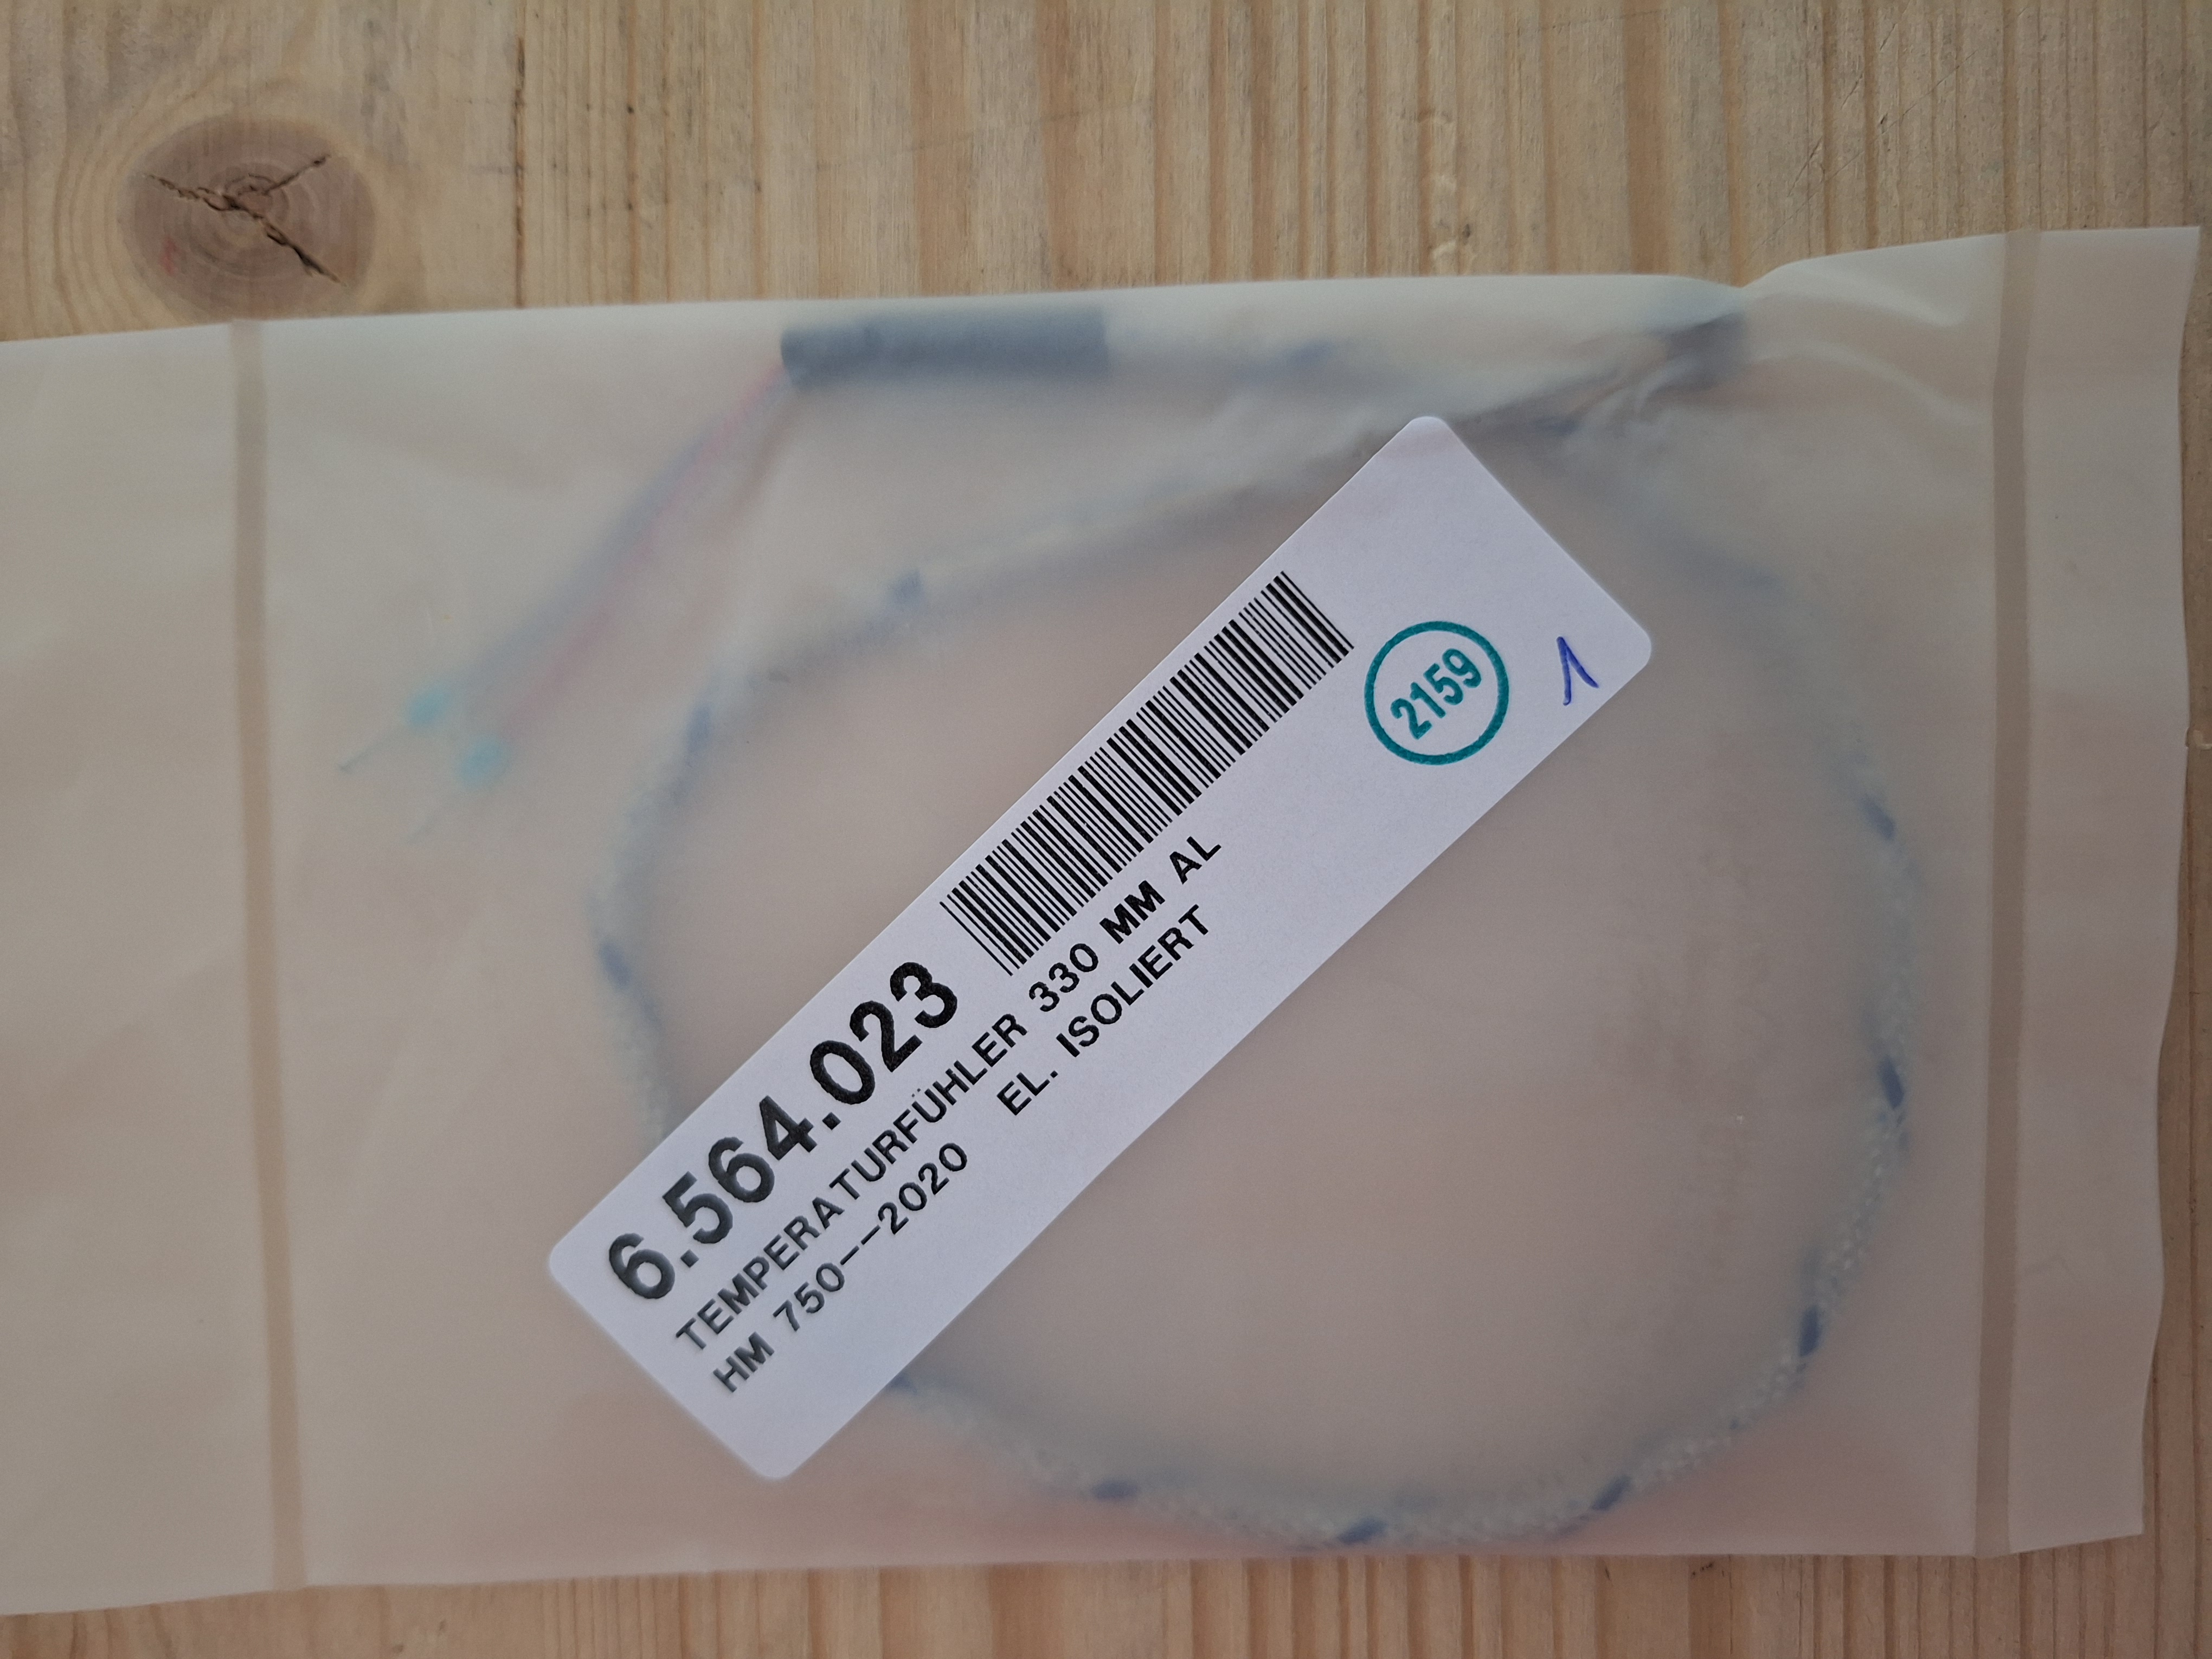 6.564.023
TEMPERATURFÜHLER 330 MM AL
HM 750--2020 EL. ISOLIERT
2159
1